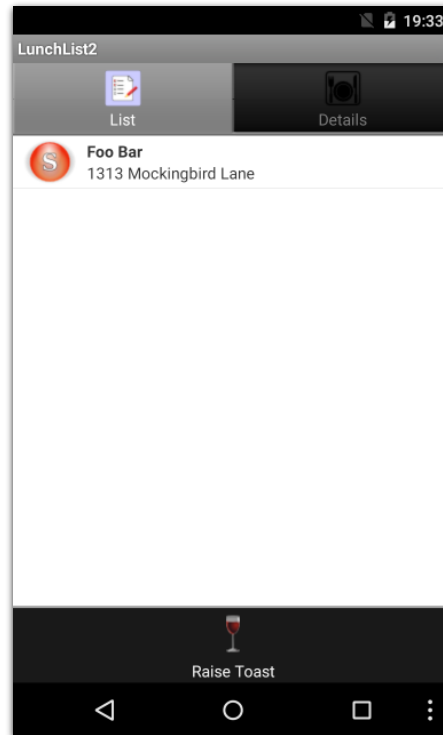 19:33
LunchList2
List
Details
S
Foo Bar
1313 Mockingbird Lane
Raise Toast